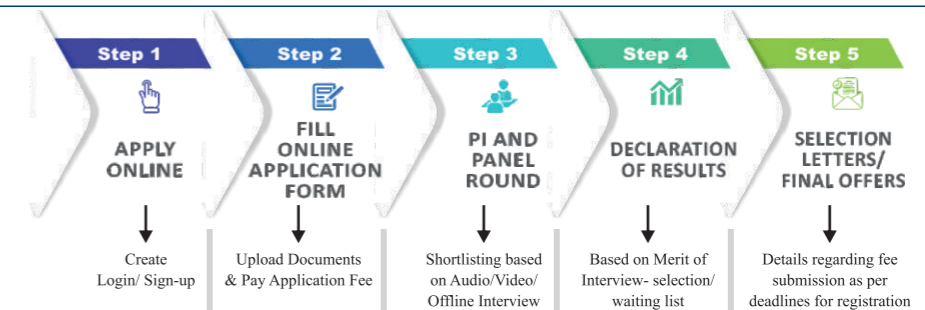 Step 1
APPLY
ONLINE
Create
Login/ Sign-up
Step 2
FILL
ONLINE
APPLICATION
FORM
Upload Documents
& Pay Application Fee
Step 3
PI AND
PANEL
ROUND
Shortlisting based
on Audio/Video/
Offline Interview
Step 4
DECLARATION
OF RESULTS
Based on Merit of
Interview- selection/
waiting list
Step 5
SELECTION
LETTERS/
FINAL OFFERS
Details regarding fee
submission as per
deadlines for registration